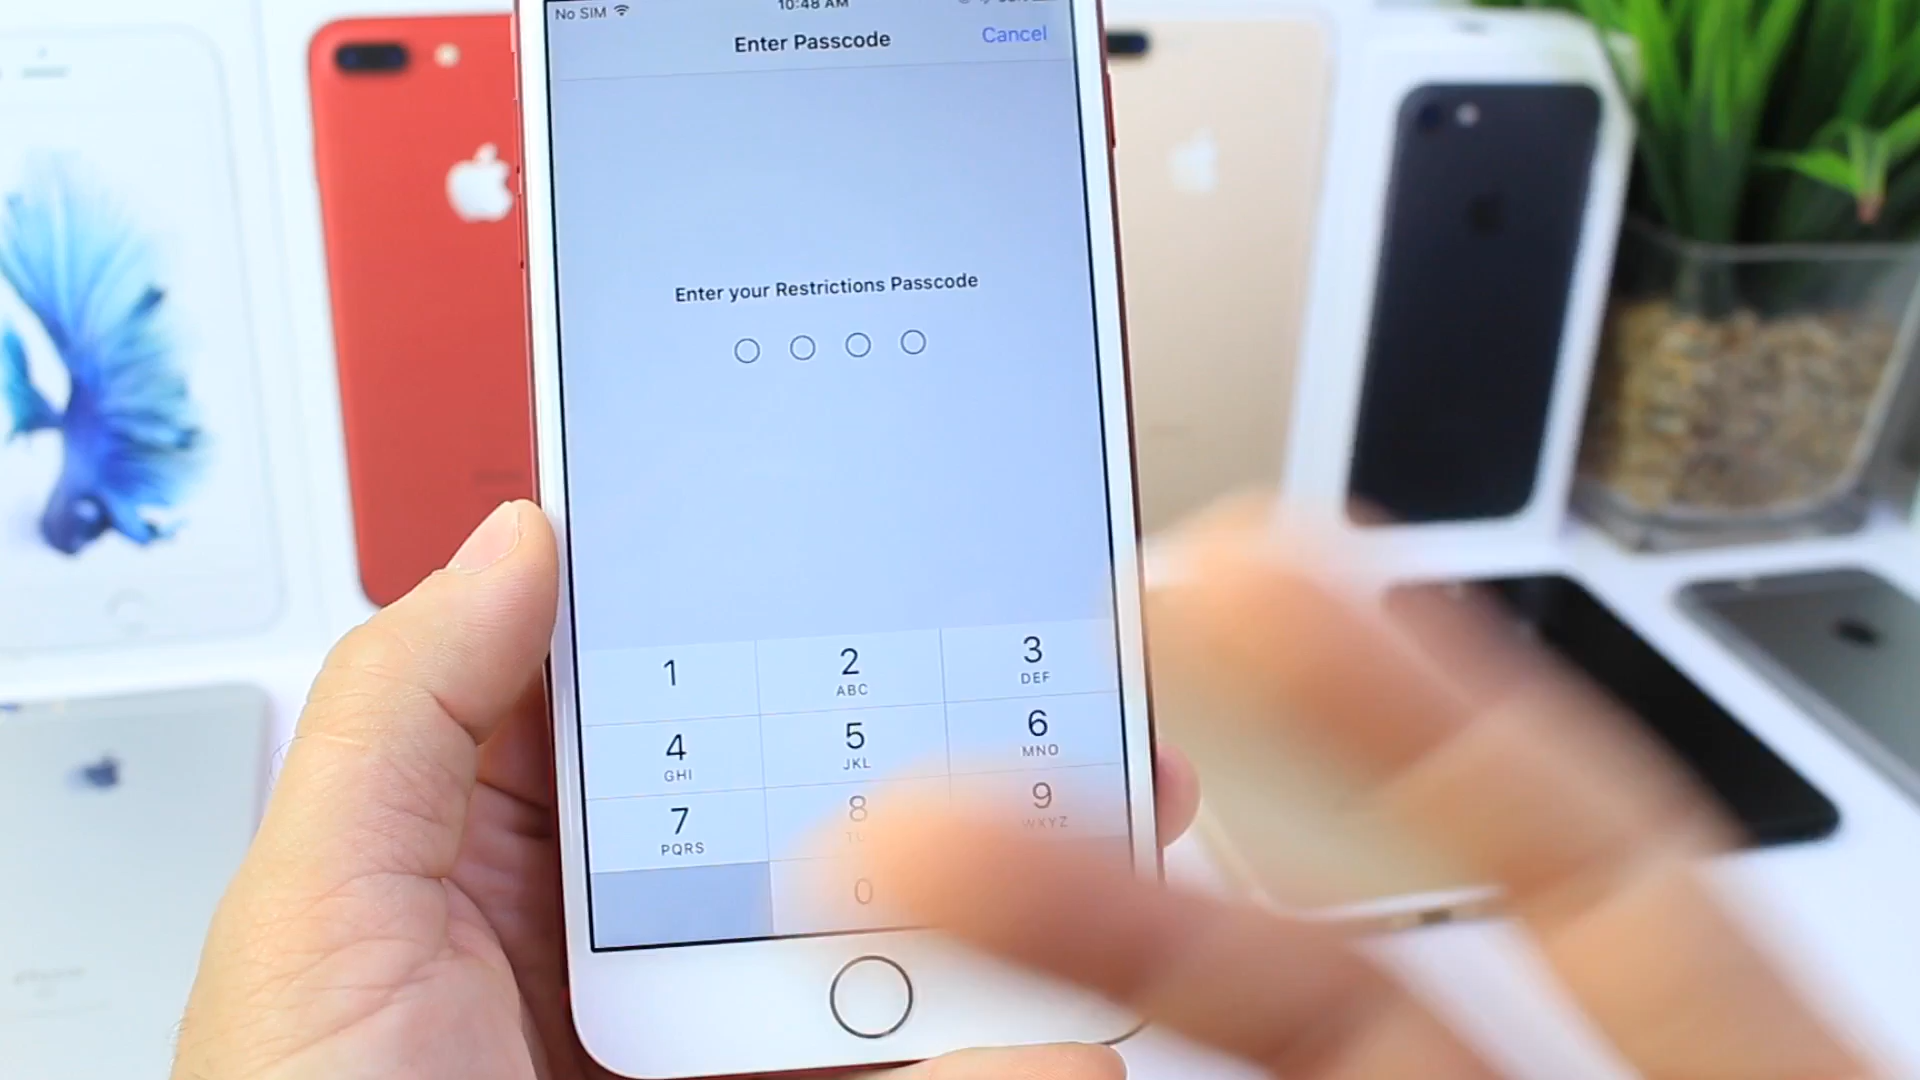 No SIM
10:48 AM
Enter Passcode
Cancel
Enter your Restrictions Passcode
1
2
ABC
3
DEF
4
GHI
5
JKL
6
MNO
7
PQRS
8
9
WXYZ
0